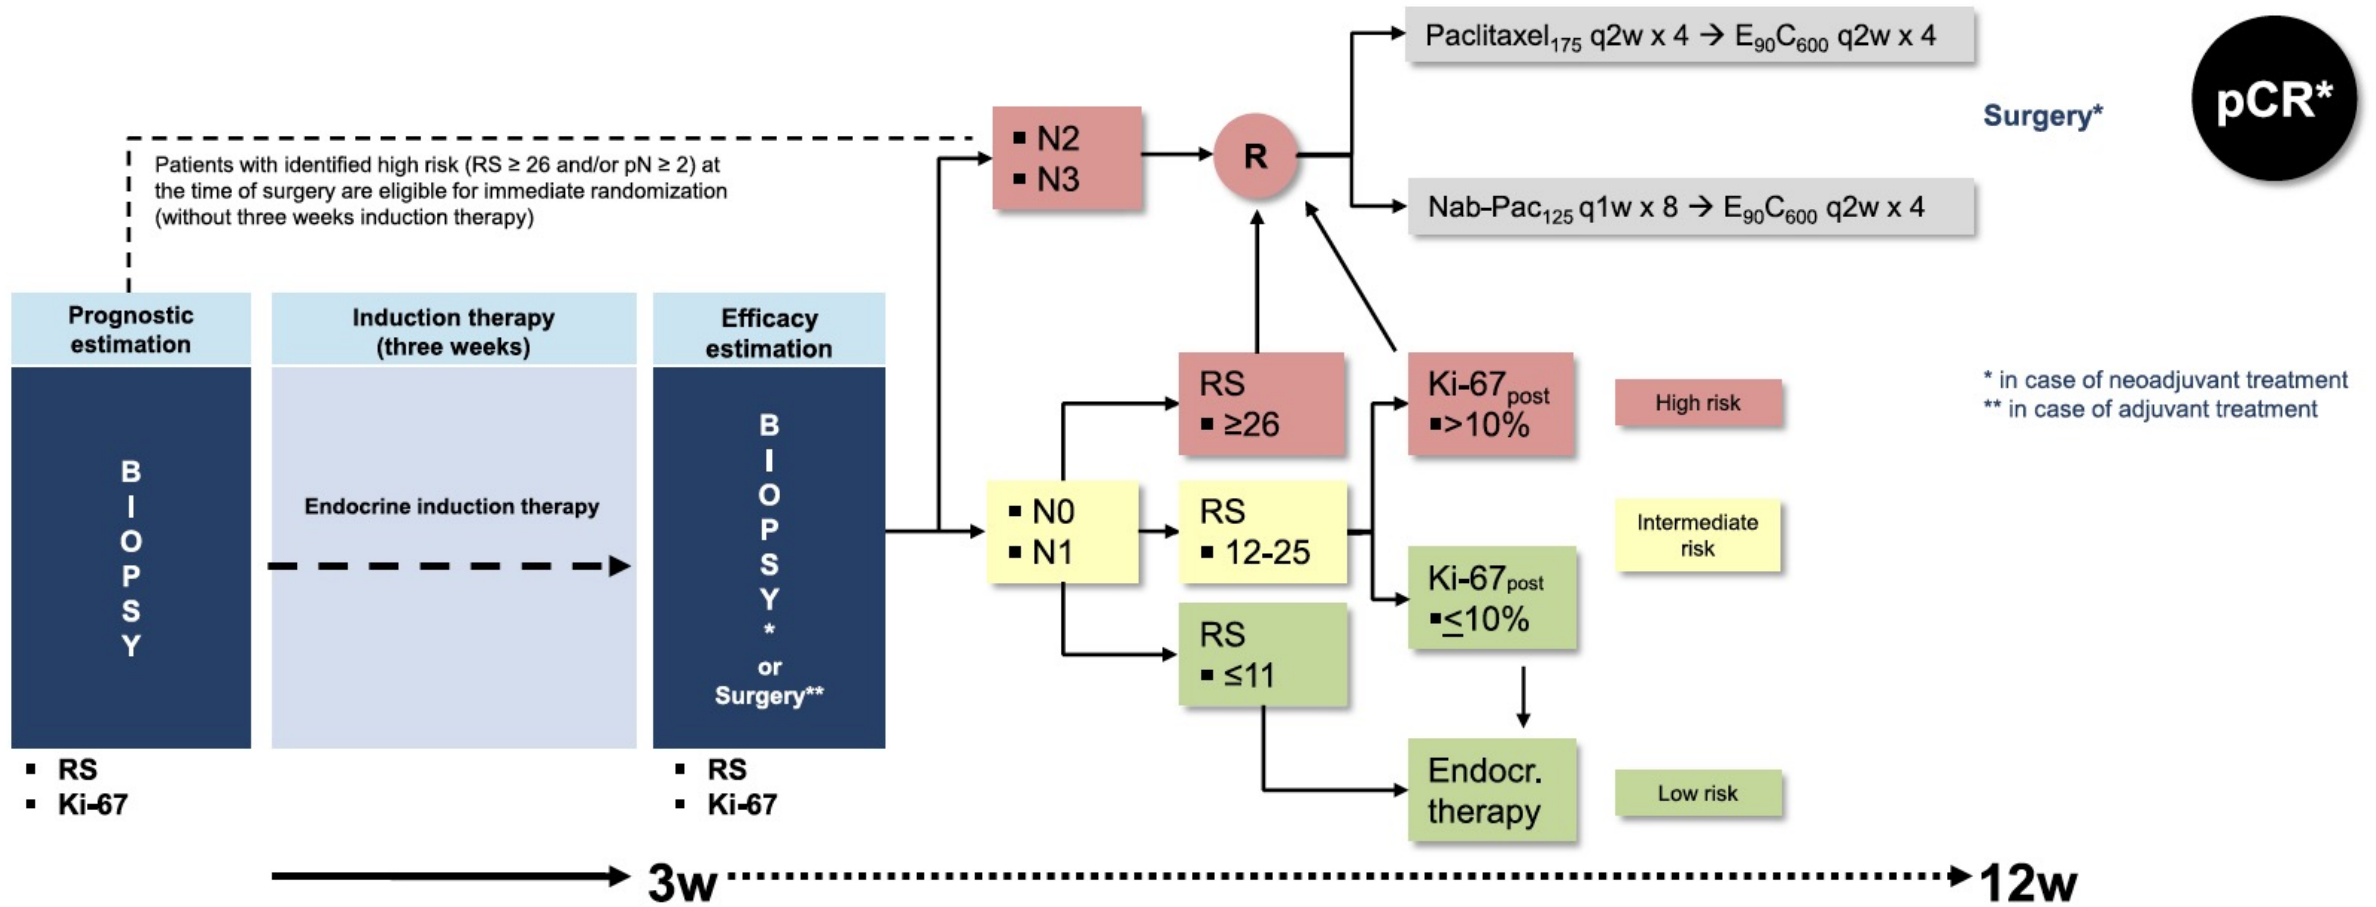 Paclitaxel175 q2w x 4 → E90C600 q2w x 4
pCR*
Surgery*
▪ N2
▪ N3
R
Patients with identified high risk (RS ≥ 26 and/or pN ≥ 2) at
the time of surgery are eligible for immediate randomization
(without three weeks induction therapy)
Nab-Pac125 q1w x 8 → E90C600 q2w x 4
Prognostic
estimation
Induction therapy
(three weeks)
Efficacy
estimation
BIOPSY
Endocrine induction therapy
BIOPSY
*
or
Surgery**
▪ RS
▪ Ki-67
▪ RS
▪ Ki-67
▪ N0
▪ N1
RS
▪ ≥26
RS
▪ 12-25
RS
▪ ≤11
Ki-67post
▪>10%
Ki-67post
▪≤10%
Endocr.
therapy
High risk
Intermediate
risk
Low risk
* in case of neoadjuvant treatment
** in case of adjuvant treatment
3w
12w